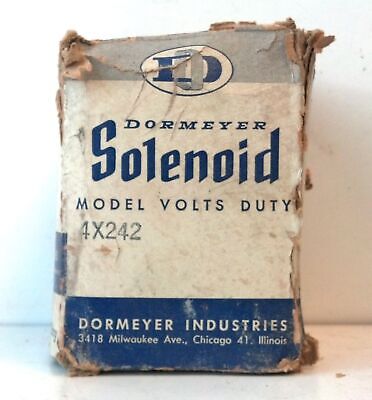 DORMEYER
Solenoid
MODEL VOLTS DUTY
4X242
DORMEYER INDUSTRIES
3418 Milwaukee Ave., Chicago 41, Illinois